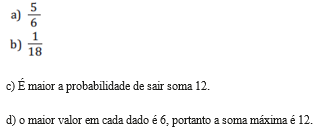 a) 5/6
b) 1/18
c) É maior a probabilidade de sair soma 12.
d) o maior valor em cada dado é 6, portanto a soma máxima é 12.